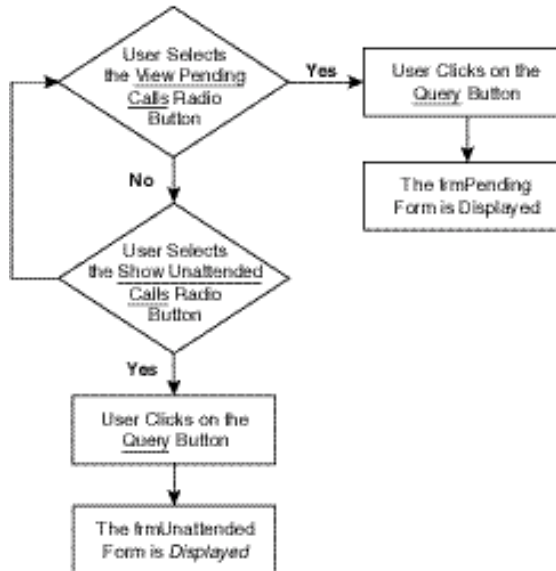 User Selects
the View Pending
Calls Radio
Button
Yes
User Clicks on the
Query Button
The frmPending
Form is Displayed
No
User Selects
the Show Unattended
Calls Radio
Button
Yes
User Clicks on the
Query Button
The frmUnattended
Form is Displayed